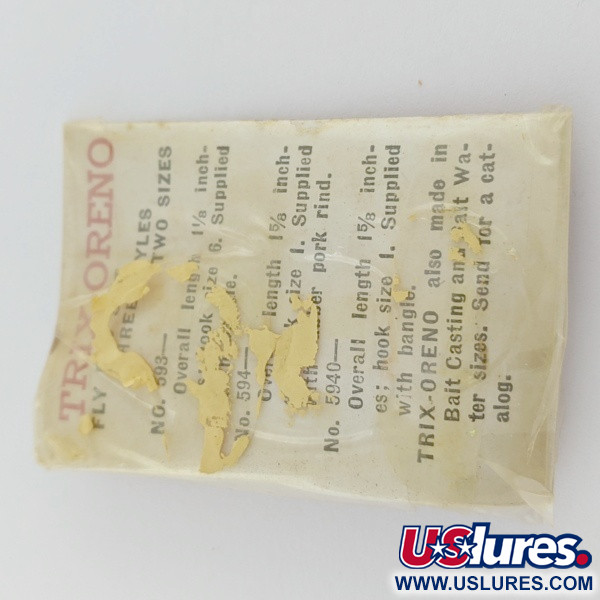 TRIX-ORENO
FLY
TWO SIZES
NO. 593—
Overall length 1⅛ inch-
hook size 6. Supplied
No. 594—
length 1⅝ inch-
size 1. Supplied
pork rind.
No. 5940—
Overall length 1⅝ inch-
es; hook size 1. Supplied
with bangle.
TRIX-ORENO also made in
Bait Casting and Salt Wa-
ter sizes. Send for a cat-
alog.
USlures.
WWW.USLURES.COM